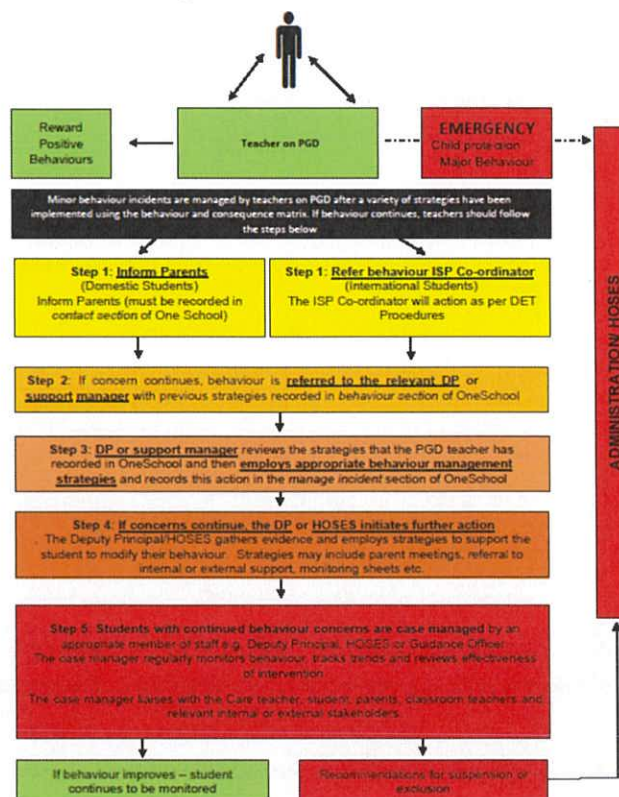 Reward
Positive
Behaviours
Teacher on PGD
EMERGENCY
Child protection
Major Behaviour
Minor behaviour incidents are managed by teachers on PGD after a variety of strategies have been
implemented using the behaviour and consequence matrix. If behaviour continues, teachers should follow
the steps below
Step 1: Inform Parents
(Domestic Students)
Inform Parents (must be recorded in
contact section of One School)
Step 1: Refer behaviour ISP Co-ordinator
(International Students)
The ISP Co-ordinator will action as per DET
Procedures
Step 2: If concern continues, behaviour is referred to the relevant DP or
support manager with previous strategies recorded in behaviour section of OneSchool
Step 3: DP or support manager reviews the strategies that the PGD teacher has
recorded in OneSchool and then employs appropriate behaviour management
strategies and records this action in the manage incident section of OneSchool
Step 4: If concerns continue, the DP or HOSES initiates further action
The Deputy Principal/HOSES gathers evidence and employs strategies to support the
student to modify their behaviour. Strategies may include parent meetings, referral to
internal or external support, monitoring sheets etc.
Step 5: Students with continued behaviour concerns are case managed by an
appropriate member of staff e.g. Deputy Principal, HOSES or Guidance Officer
The case manager regularly monitors behaviour, tracks trends and reviews effectiveness
of intervention
The case manager liaises with the Care teacher, student, parents, classroom teachers and
relevant internal or external stakeholders.
If behaviour improves – student
continues to be monitored
Recommendations for suspension or
exclusion
ADMINISTRATION/ HOSES